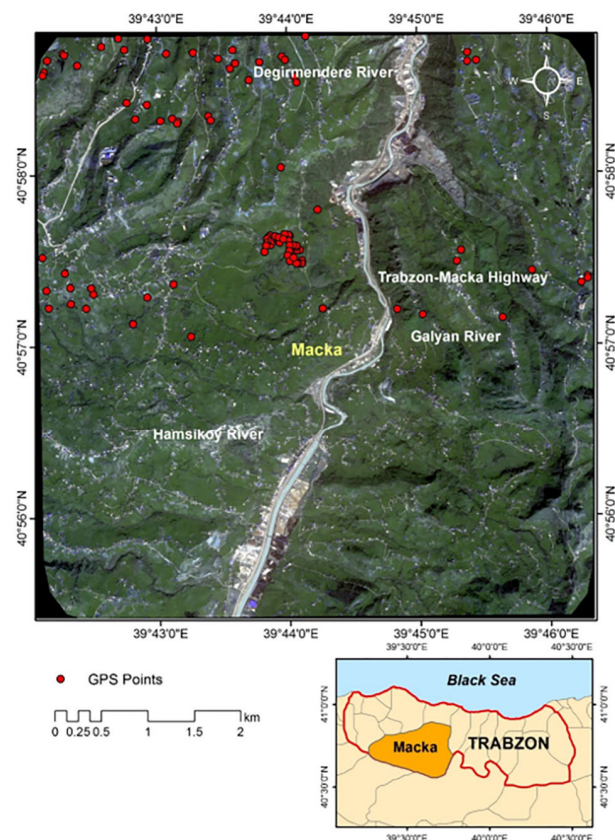 39°43'0"E 39°44'0"E 39°45'0"E 39°46'0"E
Degirmendere River
N
W E
S
40°58'0"N 40°58'0"N
Trabzon-Macka Highway
40°57'0"N 40°57'0"N
Galyan River
Macka
Hamsikoy River
40°56'0"N 40°56'0"N
39°43'0"E 39°44'0"E 39°45'0"E 39°46'0"E
GPS Points
km
0 0.25 0.5 1 1.5 2
39°30'0"E 40°0'0"E 40°30'0"E
Black Sea
41°0'0"N 41°0'0"N
Macka TRABZON
40°30'0"N 40°30'0"N
39°30'0"E 40°0'0"E 40°30'0"E